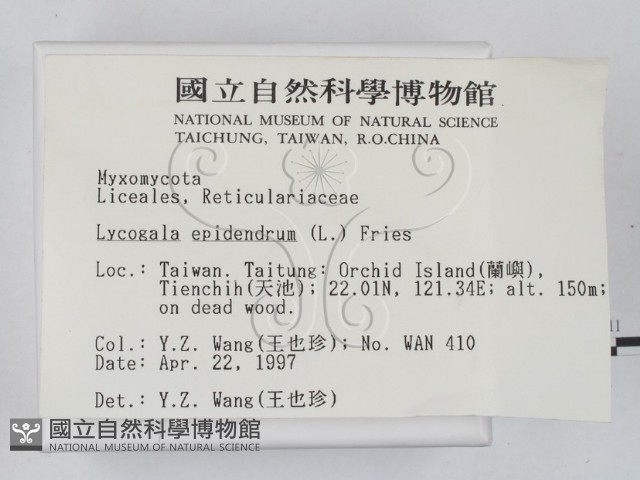 國立自然科學博物館
NATIONAL MUSEUM OF NATURAL SCIENCE
TAICHUNG, TAIWAN, R.O.CHINA
Myxomycota
Liceales, Reticulariaceae
Lycogala epidendrum (L.) Fries
Loc.: Taiwan. Taitung: Orchid Island(蘭嶼),
Tienchih(天池); 22.01N, 121.34E; alt. 150m;
on dead wood.
Col.: Y.Z. Wang(王也珍); No. WAN 410
Date: Apr. 22, 1997
Det.: Y.Z. Wang(王也珍)
國立自然科學博物館
NATIONAL MUSEUM OF NATURAL SCIENCE